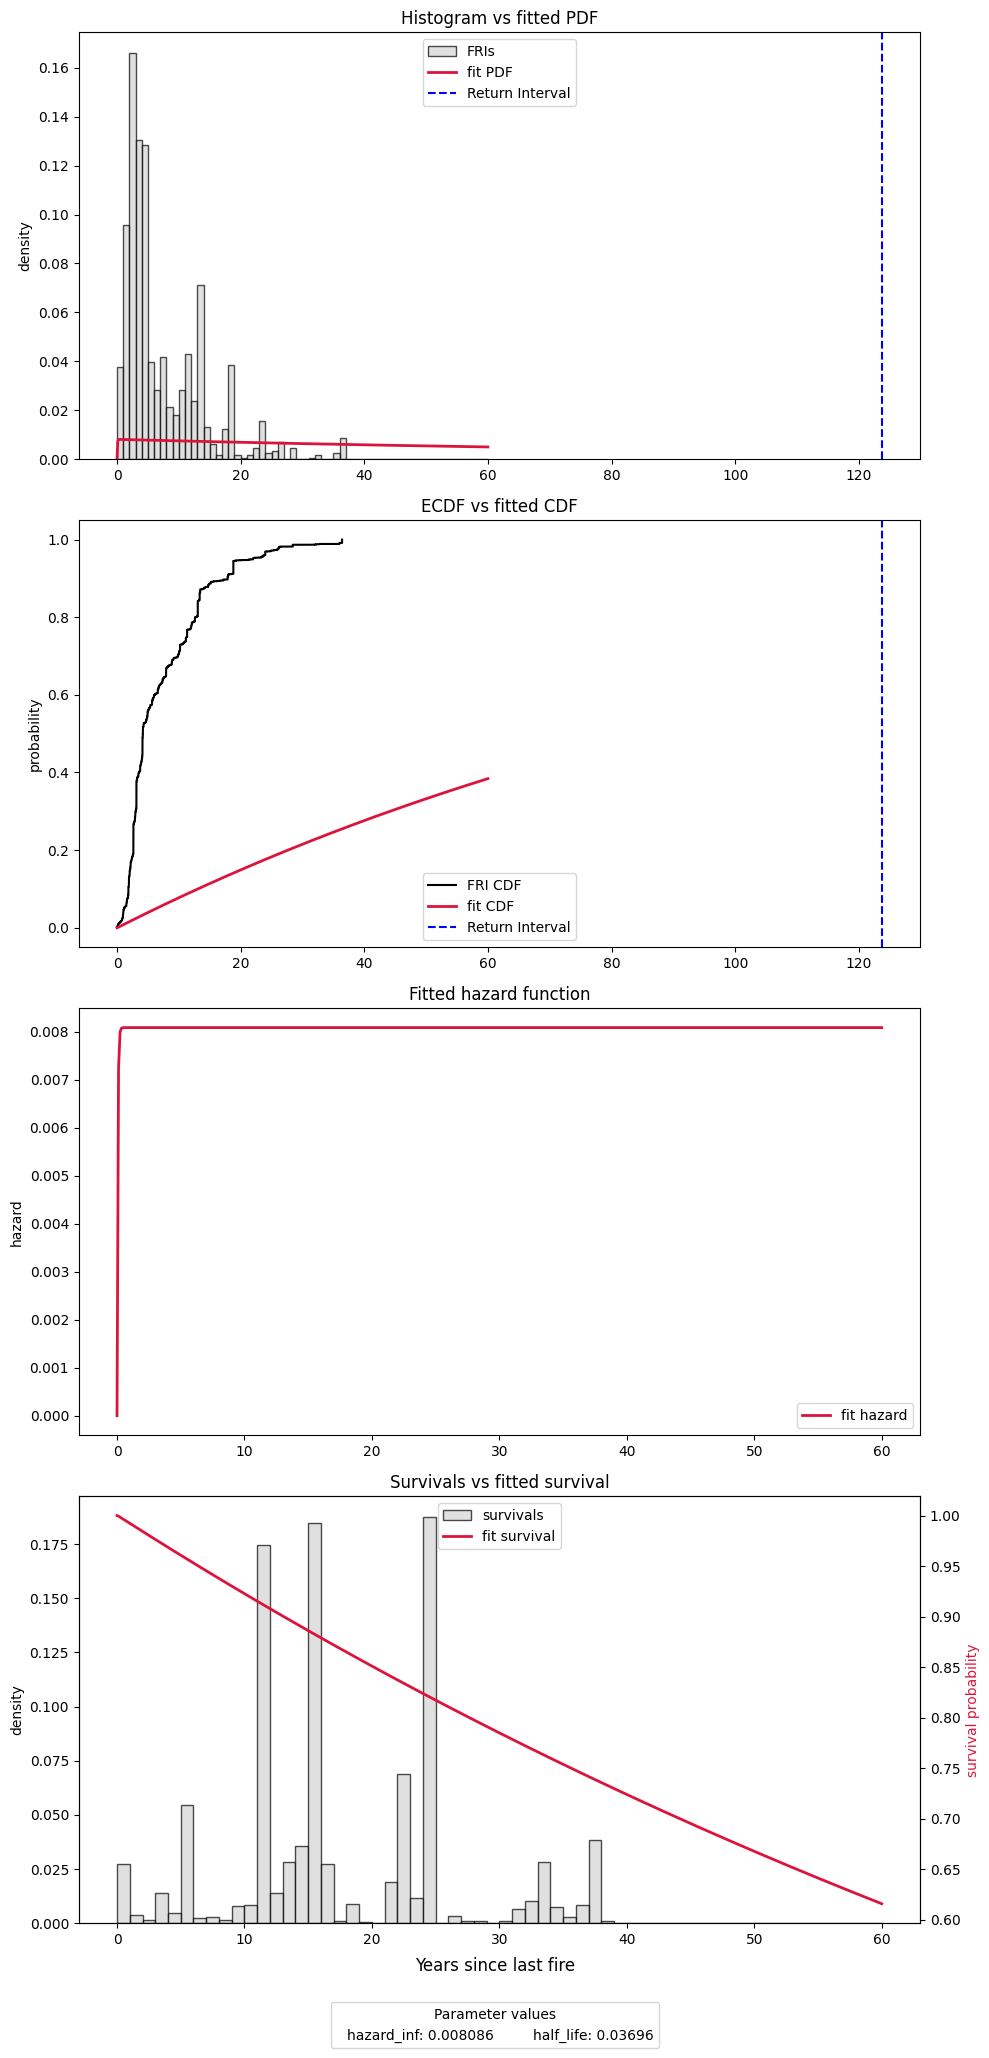 Histogram vs fitted PDF
FRIs
fit PDF
Return Interval
0.16
0.14
0.12
0.10
0.08
0.06
0.04
0.02
0.00
density
0 20 40 60 80 100 120
ECDF vs fitted CDF
1.0
0.8
0.6
0.4
0.2
0.0
probability
FRI CDF
fit CDF
Return Interval
0 20 40 60 80 100 120
Fitted hazard function
0.008
0.007
0.006
0.005
0.004
0.003
0.002
0.001
0.000
hazard
fit hazard
0 10 20 30 40 50 60
Survivals vs fitted survival
survivals
fit survival
0.175
0.150
0.125
0.100
0.075
0.050
0.025
0.000
density
1.00
0.95
0.90
0.85
0.80
0.75
0.70
0.65
0.60
survival probability
0 10 20 30 40 50 60
Years since last fire
Parameter values
hazard_inf: 0.008086 half_life: 0.03696